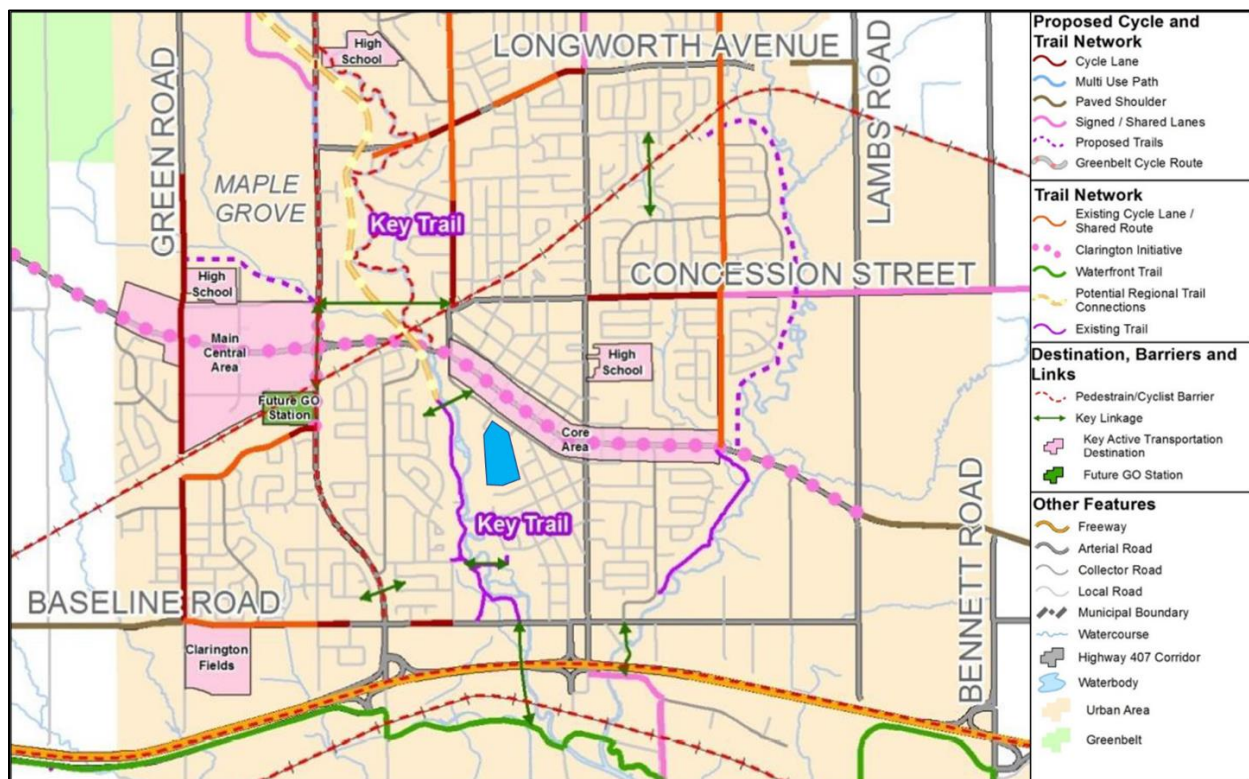 High
School
LONGWORTH AVENUE
GREEN ROAD
LAMBS ROAD
MAPLE
GROVE
Key Trail
High
School
CONCESSION STREET
Main
Central
Area
High
School
Future GO
Station
Core
Area
Key Trail
BASELINE ROAD
BENNETT ROAD
Clarington
Fields
Proposed Cycle and
Trail Network
Cycle Lane
Multi Use Path
Paved Shoulder
Signed / Shared Lanes
Proposed Trails
Greenbelt Cycle Route
Trail Network
Existing Cycle Lane /
Shared Route
Clarington Initiative
Waterfront Trail
Potential Regional Trail
Connections
Existing Trail
Destination, Barriers and
Links
Pedestrain/Cyclist Barrier
Key Linkage
Key Active Transportation
Destination
Future GO Station
Other Features
Freeway
Arterial Road
Collector Road
Local Road
Municipal Boundary
Watercourse
Highway 407 Corridor
Waterbody
Urban Area
Greenbelt